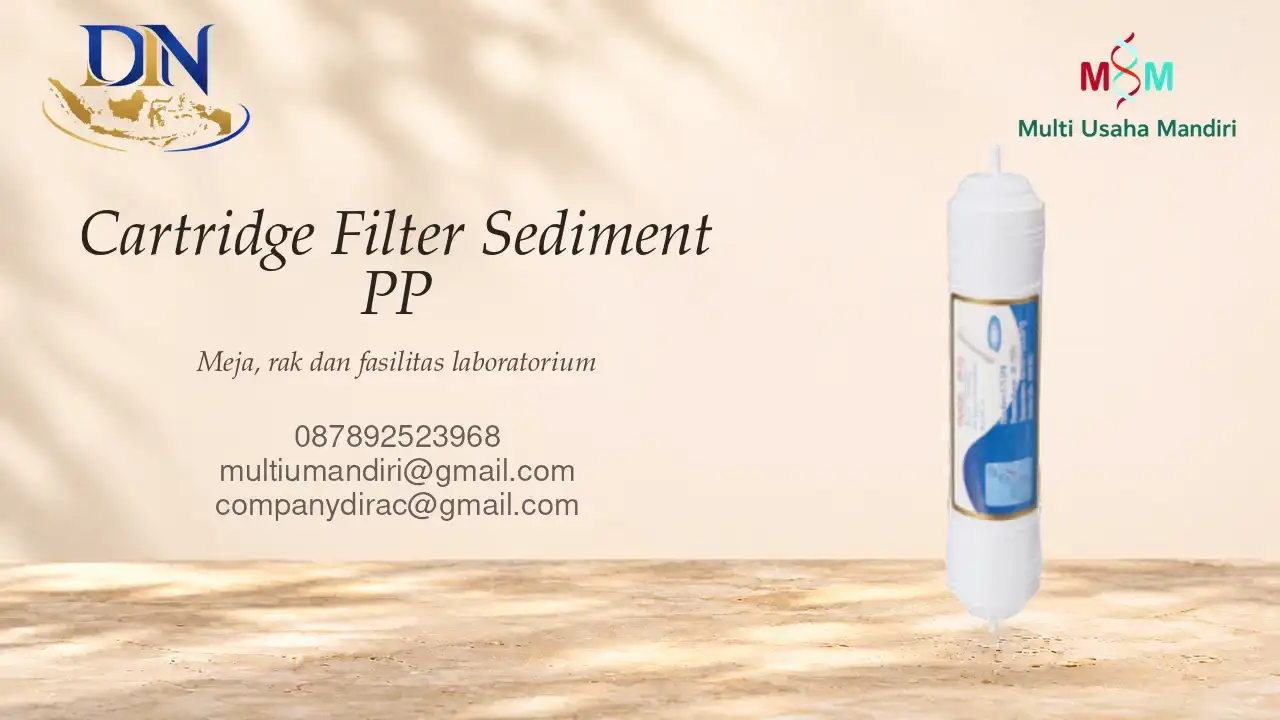 DIN
MSM
Multi Usaha Mandiri
Cartridge Filter Sediment
PP
Meja, rak dan fasilitas laboratorium
087892523968
multiumandiri@gmail.com
companydirac@gmail.com